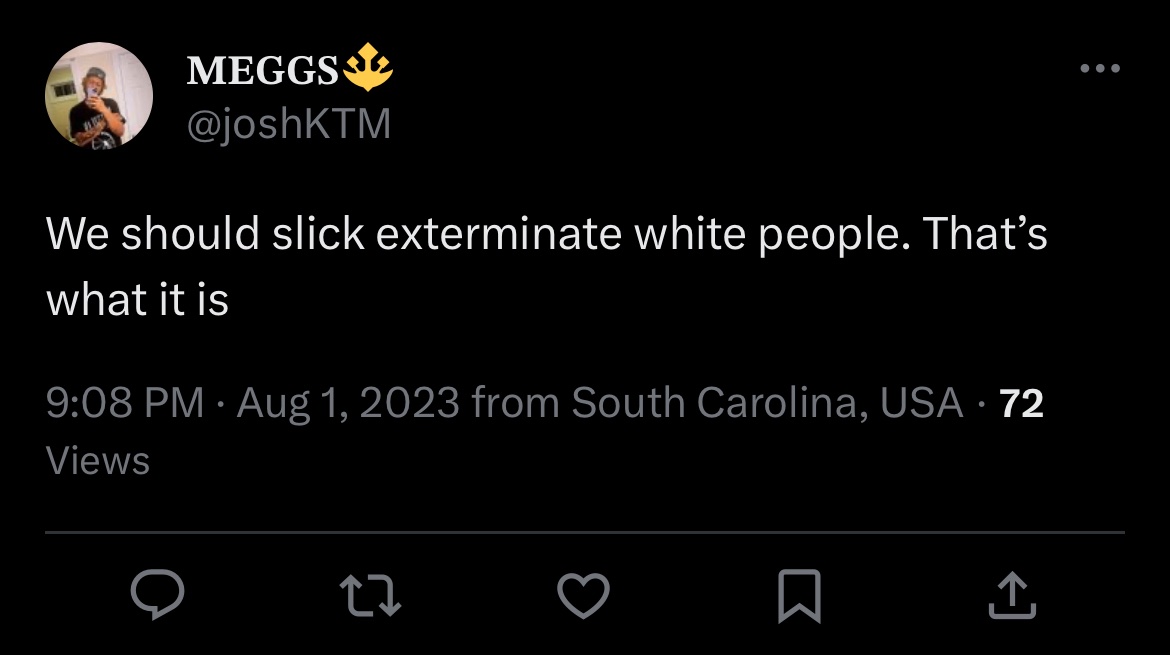 MEGGS
@joshKTM
We should slick exterminate white people. That’s
what it is
9:08 PM · Aug 1, 2023 from South Carolina, USA · 72
Views